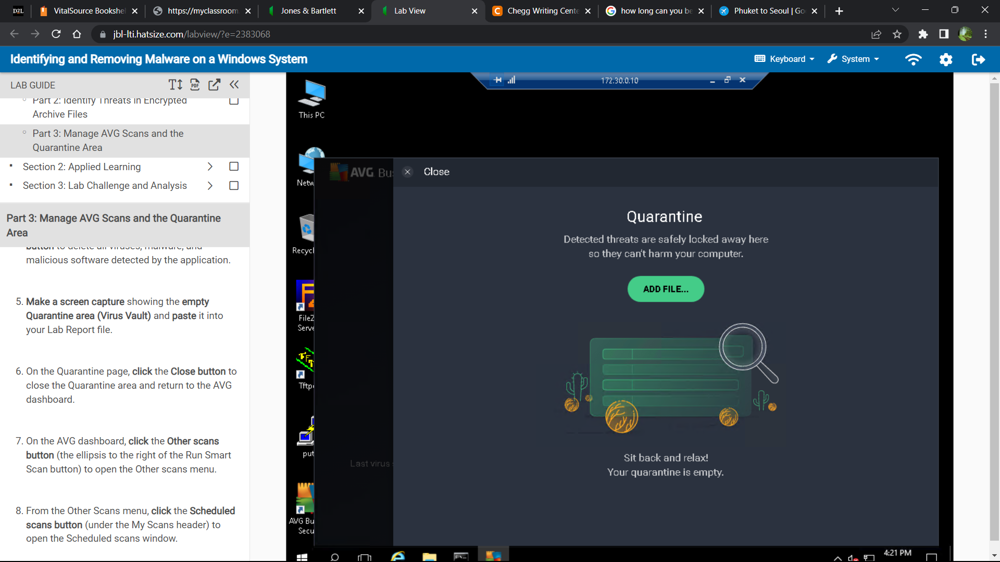 D2L
VitalSource Bookshel
https://myclassroom.
Jones & Bartlett
Lab View
Chegg Writing Cente
how long can you be
Phuket to Seoul | Go
jbl-lti.hatsize.com/labview/?e=2383068
Identifying and Removing Malware on a Windows System
Keyboard
System
LAB GUIDE
PDF
Part 2: Identify Threats in Encrypted
Archive Files
Part 3: Manage AVG Scans and the
Quarantine Area
Section 2: Applied Learning
Section 3: Lab Challenge and Analysis
Part 3: Manage AVG Scans and the Quarantine
Area
button to delete all viruses, malware, and
malicious software detected by the application.
5. Make a screen capture showing the empty
Quarantine area (Virus Vault) and paste it into
your Lab Report file.
6. On the Quarantine page, click the Close button to
close the Quarantine area and return to the AVG
dashboard.
7. On the AVG dashboard, click the Other scans
button (the ellipsis to the right of the Run Smart
Scan button) to open the Other scans menu.
8. From the Other Scans menu, click the Scheduled
scans button (under the My Scans header) to
open the Scheduled scans window.
172.30.0.10
This PC
Netw
Recycl
FileZ
Serve
Tftp
put
AVG Bu
Secu
AVG Bus
Last virus s
Close
Quarantine
Detected threats are safely locked away here
so they can't harm your computer.
ADD FILE...
Sit back and relax!
Your quarantine is empty.
4:21 PM